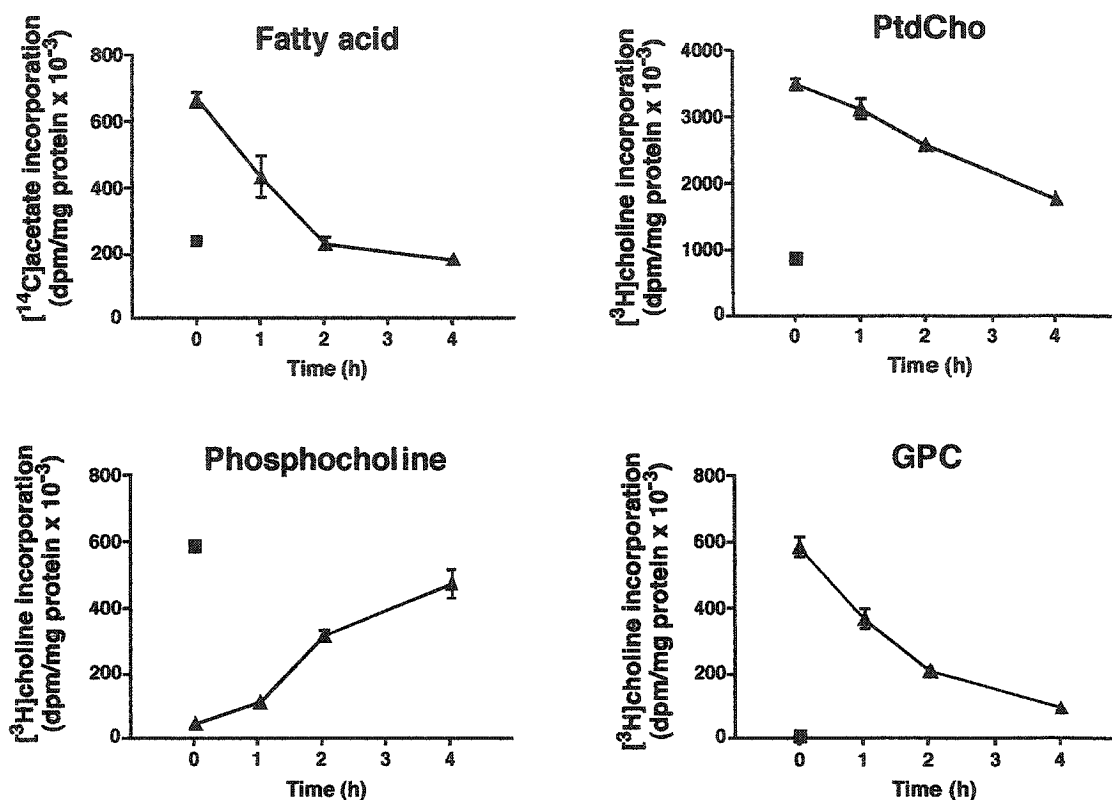 Fatty acid
[¹⁴C]acetate incorporation
(dpm/mg protein x 10⁻³)
800
600
400
200
0
0 1 2 3 4
Time (h)
PtdCho
[³H]choline incorporation
(dpm/mg protein x 10⁻³)
4000
3000
2000
1000
0
0 1 2 3 4
Time (h)
Phosphocholine
[³H]choline incorporation
(dpm/mg protein x 10⁻³)
800
600
400
200
0
0 1 2 3 4
Time (h)
GPC
[³H]choline incorporation
(dpm/mg protein x 10⁻³)
800
600
400
200
0
0 1 2 3 4
Time (h)